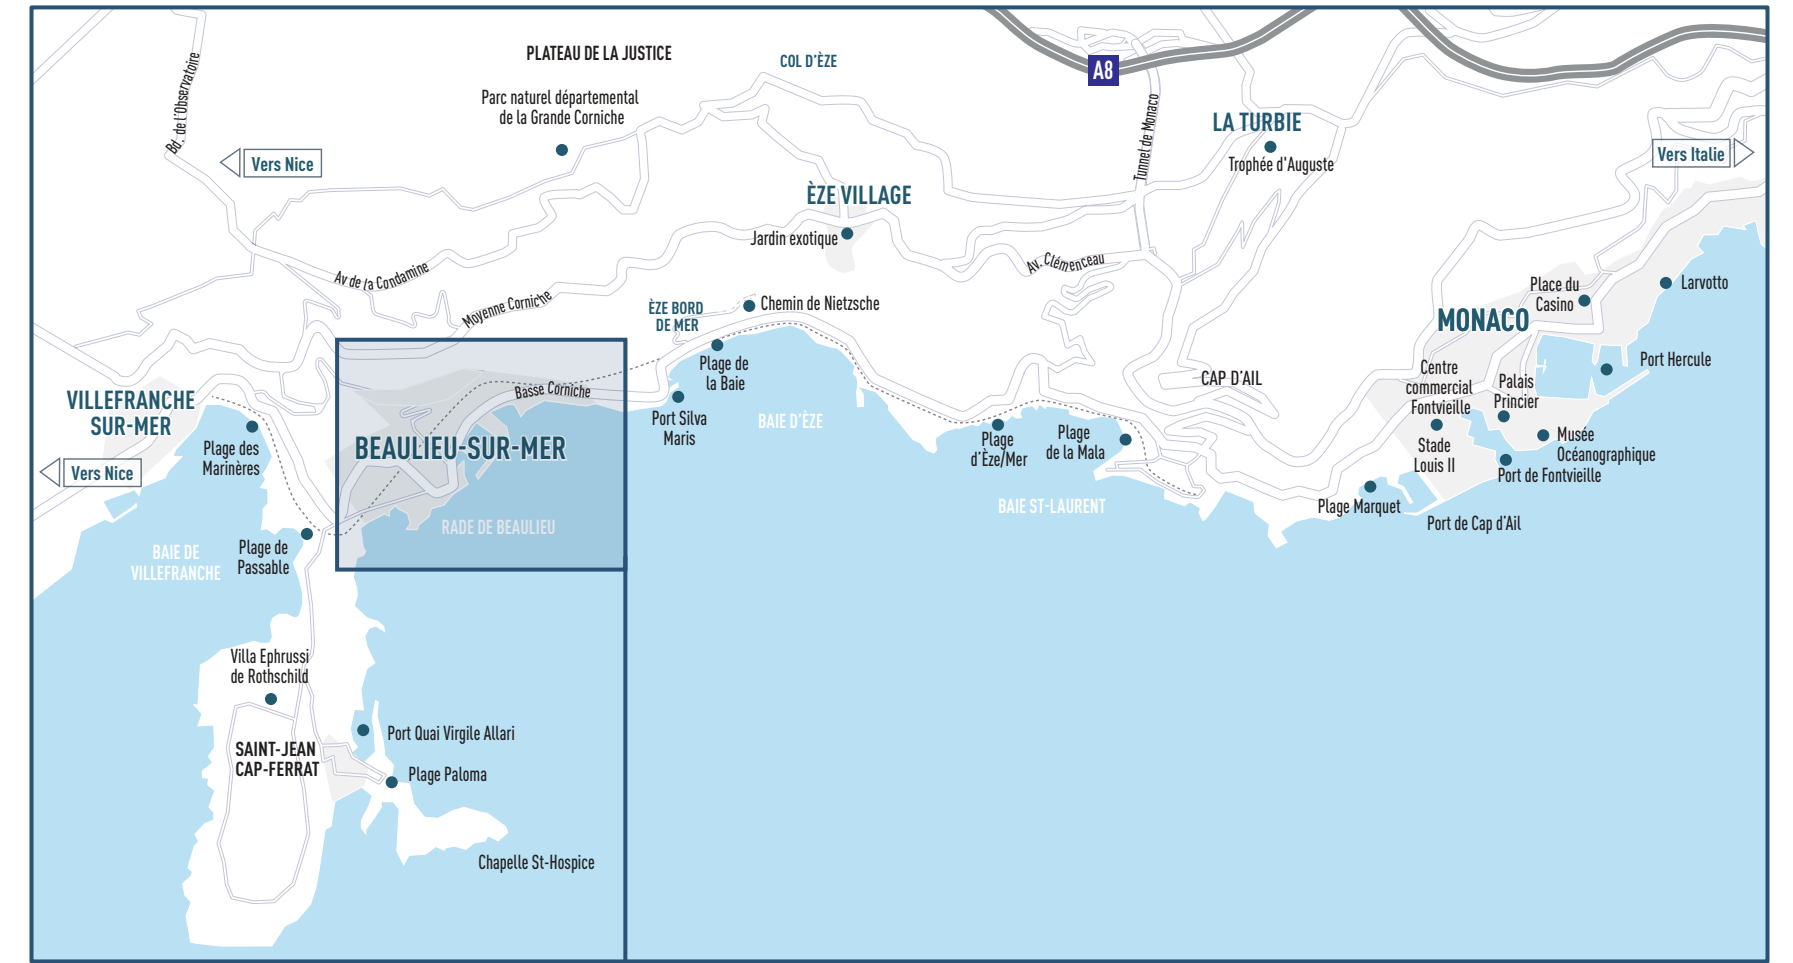 PLATEAU DE LA JUSTICE
COL D'ÈZE
A8
Bd. de l'Observatoire
Parc naturel départemental
de la Grande Corniche
Tunnel de Monaco
LA TURBIE
Trophée d'Auguste
Vers Nice
Vers Italie
ÈZE VILLAGE
Jardin exotique
Av de la Condamine
Moyenne Corniche
Av. Clémenceau
ÈZE BORD
DE MER
Chemin de Nietzsche
Place du
Casino
Larvotto
MONACO
Plage de
la Baie
Port Hercule
CAP D'AIL
Centre
commercial
Fontvieille
Palais
Princier
Basse Corniche
VILLEFRANCHE
SUR-MER
Port Silva
Maris
BAIE D'ÈZE
BEAULIEU-SUR-MER
Plage des
Marinères
Plage
d'Èze/Mer
Plage
de la Mala
Stade
Louis II
Musée
Océanographique
Port de Fontvieille
Vers Nice
BAIE ST-LAURENT
Plage Marquet
Port de Cap d'Ail
RADE DE BEAULIEU
BAIE DE
VILLEFRANCHE
Plage de
Passable
Villa Ephrussi
de Rothschild
Port Quai Virgile Allari
SAINT-JEAN
CAP-FERRAT
Plage Paloma
Chapelle St-Hospice